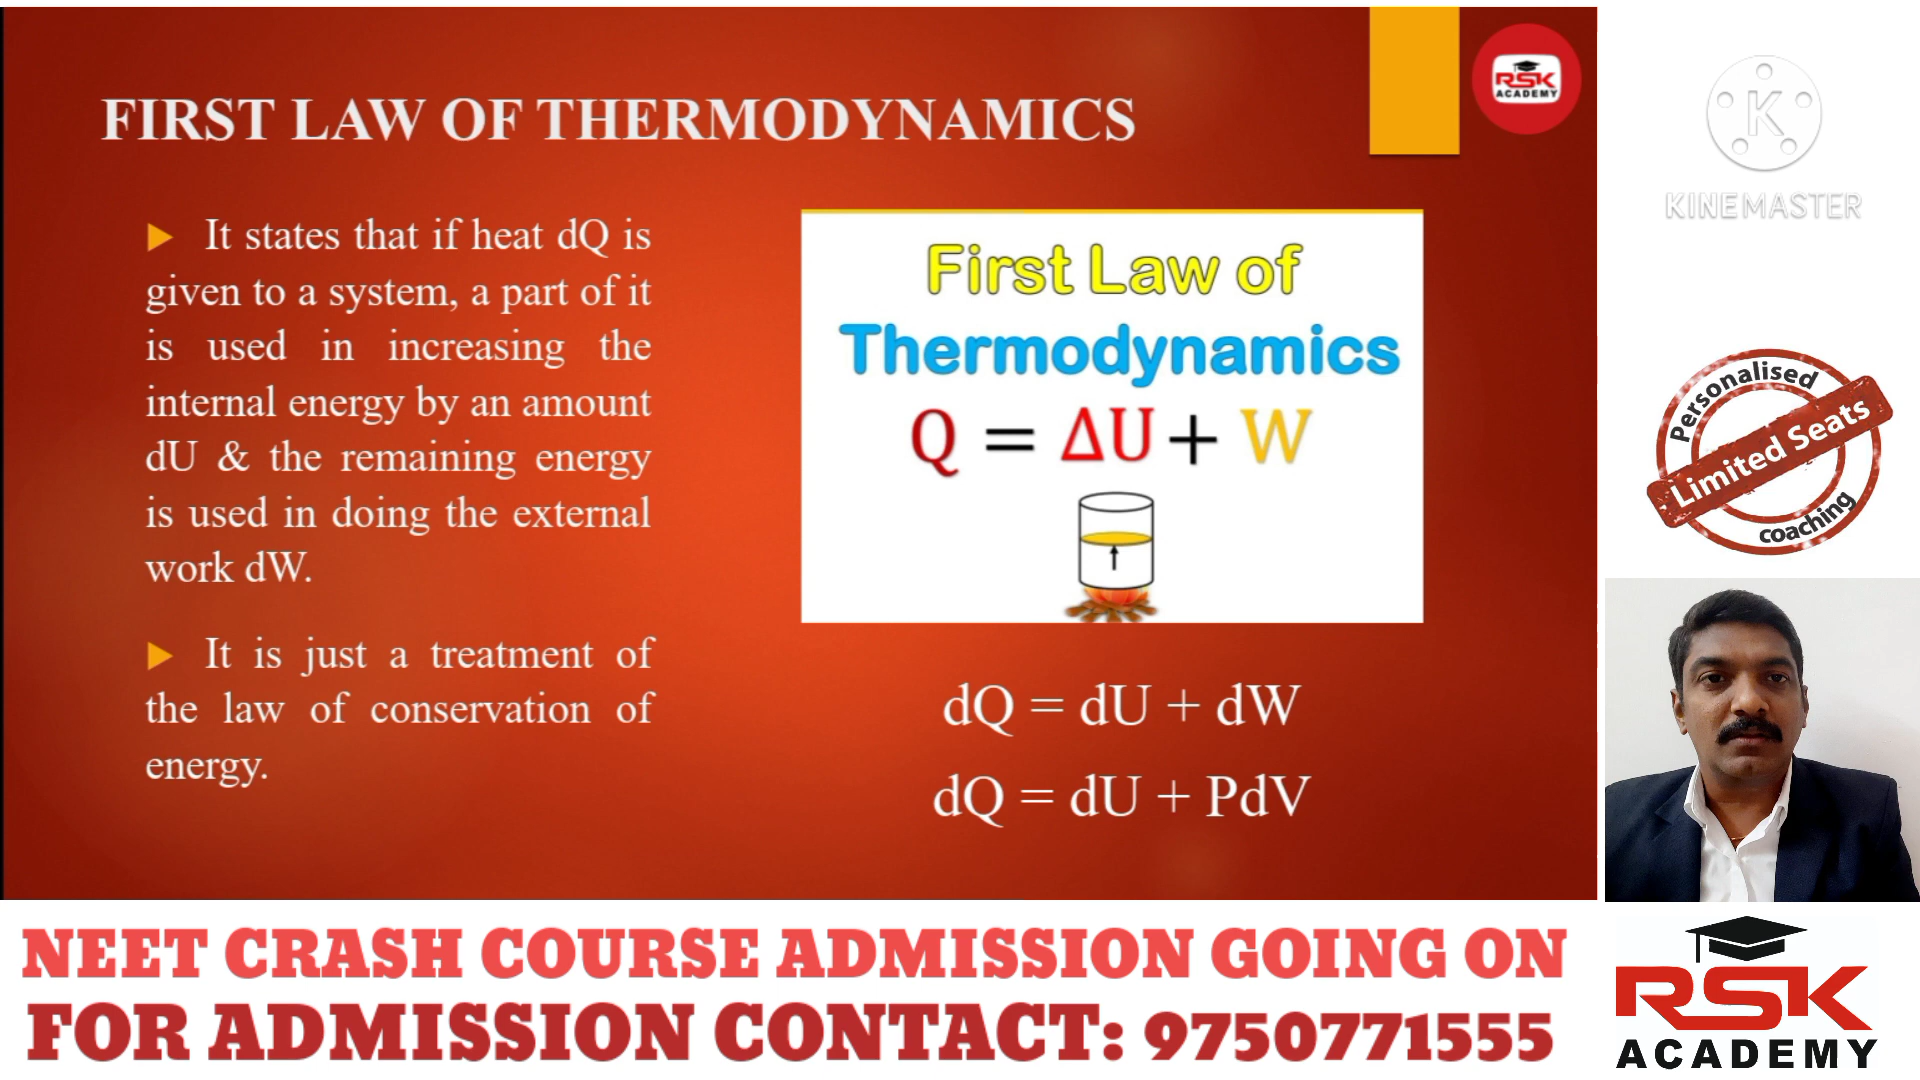 FIRST LAW OF THERMODYNAMICS
RSK
ACADEMY
It states that if heat dQ is
given to a system, a part of it
is used in increasing the
internal energy by an amount
dU & the remaining energy
is used in doing the external
work dW.
It is just a treatment of
the law of conservation of
energy.
First Law of
Thermodynamics
Q = ΔU + W
dQ = dU + dW
dQ = dU + PdV
K
KINEMASTER
Personalised
Limited Seats
coaching
NEET CRASH COURSE ADMISSION GOING ON
FOR ADMISSION CONTACT: 9750771555
RSK
ACADEMY